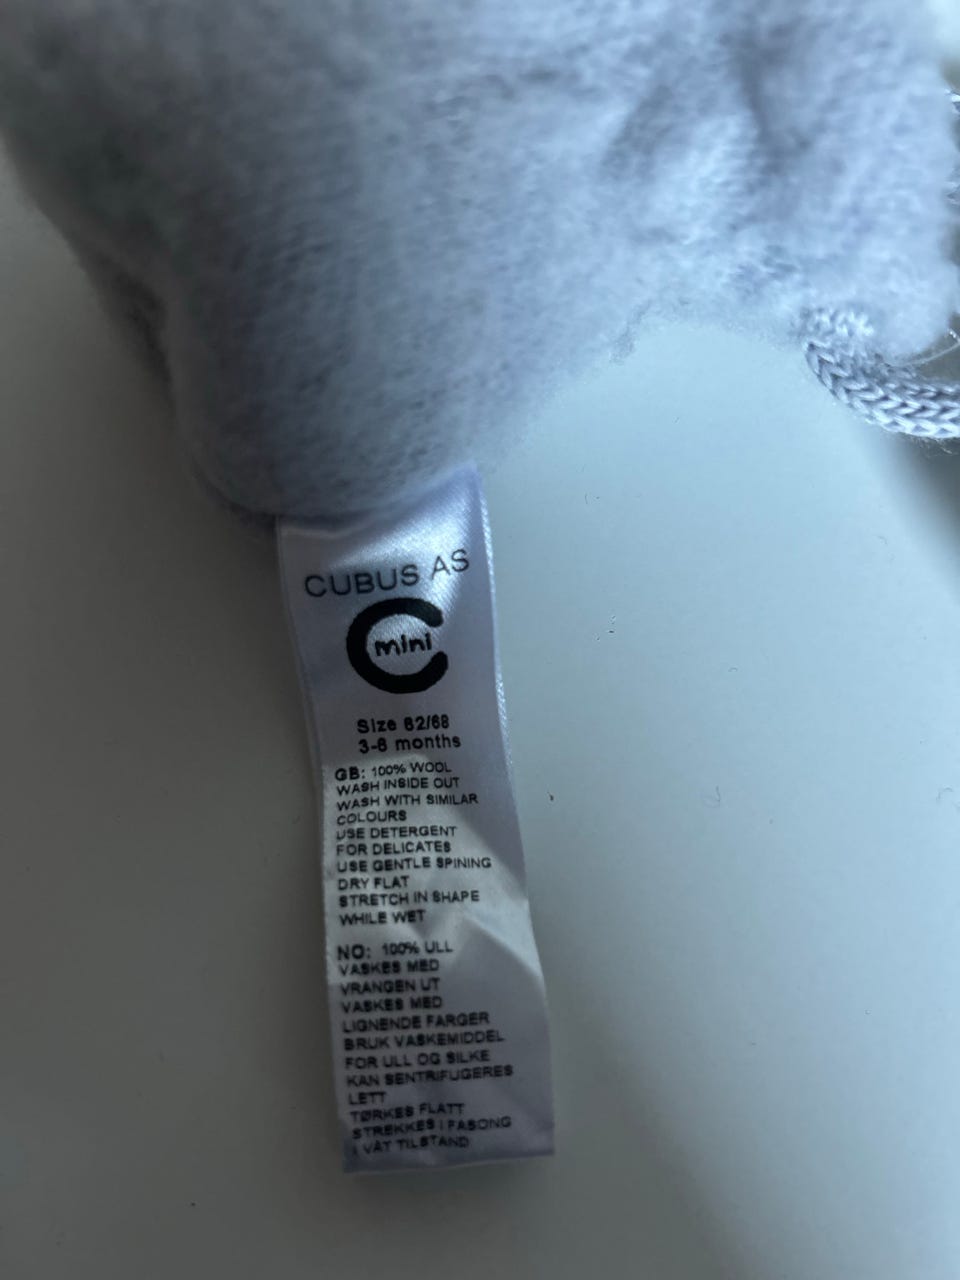 CUBUS AS
mini
Size 62/68
3-6 months
GB: 100% WOOL
WASH INSIDE OUT
WASH WITH SIMILAR
COLOURS
USE DETERGENT
FOR DELICATES
USE GENTLE SPINING
DRY FLAT
STRETCH IN SHAPE
WHILE WET
NO: 100% ULL
VASKES MED
VRANGEN UT
VASKES MED
LIGNENDE FARGER
BRUK VASKEMIDDEL
FOR ULL OG SILKE
KAN SENTRIFUGERES
LETT
TØRKES FLATT
STREKKES I FASONG
I VÅT TILSTAND